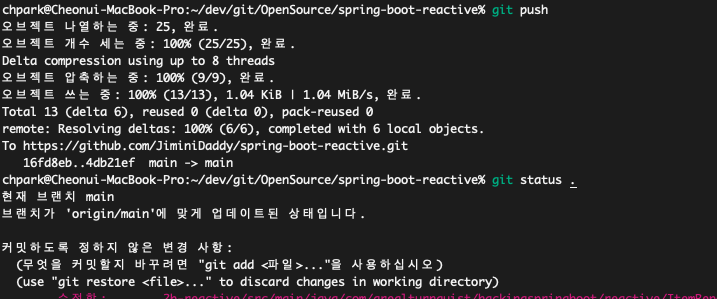 chpark@Cheonui-MacBook-Pro:~/dev/git/OpenSource/spring-boot-reactive% git push
오브젝트 나열하는 중: 25, 완료.
오브젝트 개수 세는 중: 100% (25/25), 완료.
Delta compression using up to 8 threads
오브젝트 압축하는 중: 100% (9/9), 완료.
오브젝트 쓰는 중: 100% (13/13), 1.04 KiB | 1.04 MiB/s, 완료.
Total 13 (delta 6), reused 0 (delta 0), pack-reused 0
remote: Resolving deltas: 100% (6/6), completed with 6 local objects.
To https://github.com/JiminiDaddy/spring-boot-reactive.git
16fd8eb..4db21ef main -> main
chpark@Cheonui-MacBook-Pro:~/dev/git/OpenSource/spring-boot-reactive% git status .
현재 브랜치 main
브랜치가 'origin/main'에 맞게 업데이트된 상태입니다.
커밋하도록 정하지 않은 변경 사항:
(무엇을 커밋할지 바꾸려면 "git add <파일>..."을 사용하십시오)
(use "git restore <file>..." to discard changes in working directory)